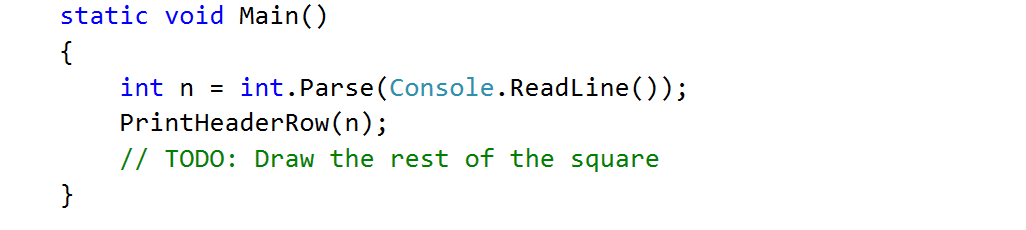 static void Main()
{
    int n = int.Parse(Console.ReadLine());
    PrintHeaderRow(n);
    // TODO: Draw the rest of the square
}